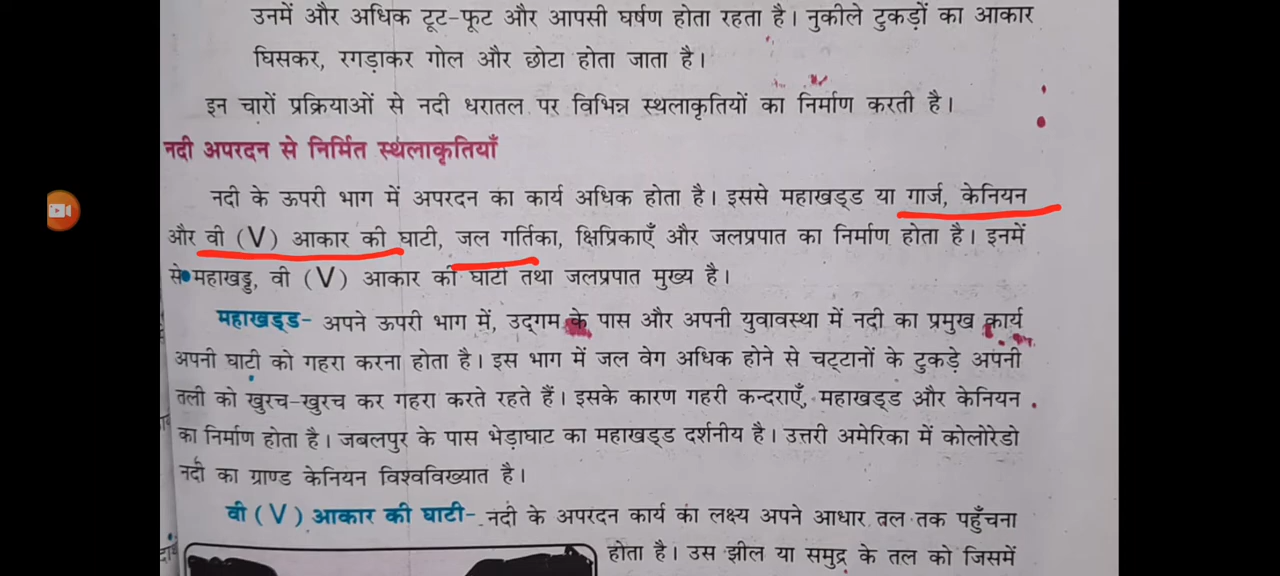 उनमें और अधिक टूट-फूट और आपसी घर्षण होता रहता है। नुकीले टुकड़ों का आकार
घिसकर, रगड़ाकर गोल और छोटा होता जाता है।
इन चारों प्रक्रियाओं से नदी धरातल पर विभिन्न स्थलाकृतियों का निर्माण करती है।
नदी अपरदन से निर्मित स्थलाकृतियाँ
नदी के ऊपरी भाग में अपरदन का कार्य अधिक होता है। इससे महाखड्ड या गार्ज, केनियन
और वी (V) आकार की घाटी, जल गर्तिका, क्षिप्रिकाएँ और जलप्रपात का निर्माण होता है। इनमें
से महाखड्ड, वी (V) आकार की घाटी तथा जलप्रपात मुख्य है।
महाखड्ड- अपने ऊपरी भाग में, उद्गम के पास और अपनी युवावस्था में नदी का प्रमुख कार्य
अपनी घाटी को गहरा करना होता है। इस भाग में जल वेग अधिक होने से चट्टानों के टुकड़े अपनी
तली को खुरच-खुरच कर गहरा करते रहते हैं। इसके कारण गहरी कन्दराएँ, महाखड्ड और केनियन
का निर्माण होता है। जबलपुर के पास भेड़ाघाट का महाखड्ड दर्शनीय है। उत्तरी अमेरिका में कोलोरेडो
नदी का ग्राण्ड केनियन विश्वविख्यात है।
वी (V) आकार की घाटी- नदी के अपरदन कार्य का लक्ष्य अपने आधार तल तक पहुँचना
होता है। उस झील या समुद्र के तल को जिसमें